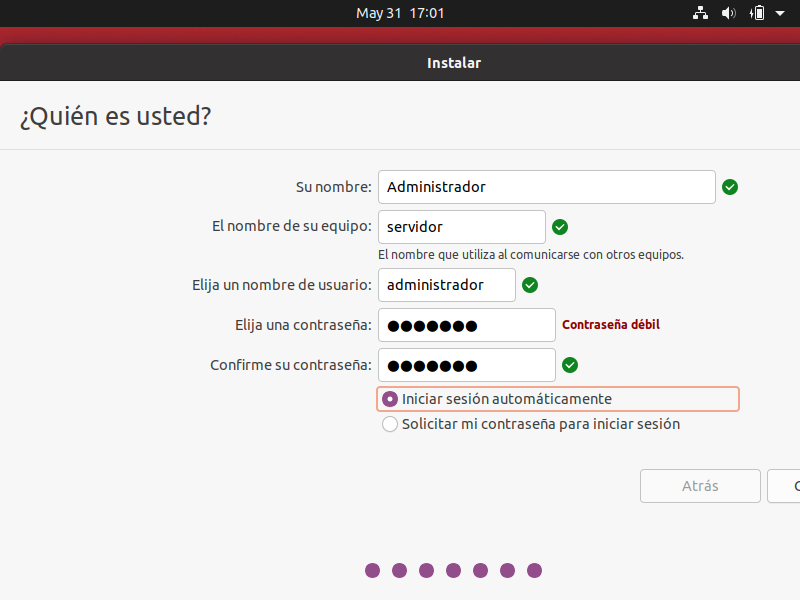 May 31 17:01
Instalar
¿Quién es usted?
Su nombre: Administrador
El nombre de su equipo: servidor
El nombre que utiliza al comunicarse con otros equipos.
Elija un nombre de usuario: administrador
Elija una contraseña: ●●●●●●● Contraseña débil
Confirme su contraseña: ●●●●●●●
Iniciar sesión automáticamente
Solicitar mi contraseña para iniciar sesión
Atrás